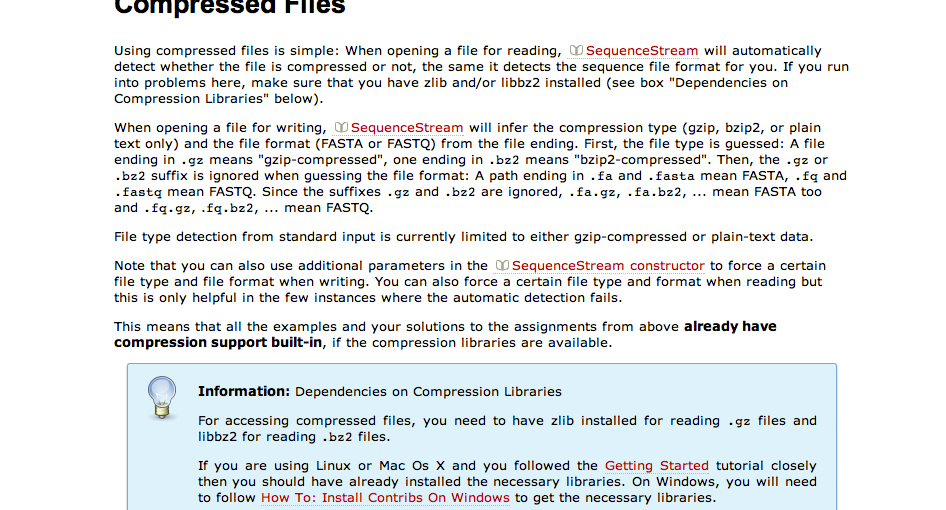 Compressed Files
Using compressed files is simple: When opening a file for reading, SequenceStream will automatically
detect whether the file is compressed or not, the same it detects the sequence file format for you. If you run
into problems here, make sure that you have zlib and/or libbz2 installed (see box "Dependencies on
Compression Libraries" below).
When opening a file for writing, SequenceStream will infer the compression type (gzip, bzip2, or plain
text only) and the file format (FASTA or FASTQ) from the file ending. First, the file type is guessed: A file
ending in .gz means "gzip-compressed", one ending in .bz2 means "bzip2-compressed". Then, the .gz or
.bz2 suffix is ignored when guessing the file format: A path ending in .fa and .fasta mean FASTA, .fq and
.fastq mean FASTQ. Since the suffixes .gz and .bz2 are ignored, .fa.gz, .fa.bz2, ... mean FASTA too
and .fq.gz, .fq.bz2, ... mean FASTQ.
File type detection from standard input is currently limited to either gzip-compressed or plain-text data.
Note that you can also use additional parameters in the SequenceStream constructor to force a certain
file type and file format when writing. You can also force a certain file type and format when reading but
this is only helpful in the few instances where the automatic detection fails.
This means that all the examples and your solutions to the assignments from above already have
compression support built-in, if the compression libraries are available.
Information: Dependencies on Compression Libraries
For accessing compressed files, you need to have zlib installed for reading .gz files and
libbz2 for reading .bz2 files.
If you are using Linux or Mac Os X and you followed the Getting Started tutorial closely
then you should have already installed the necessary libraries. On Windows, you will need
to follow How To: Install Contribs On Windows to get the necessary libraries.